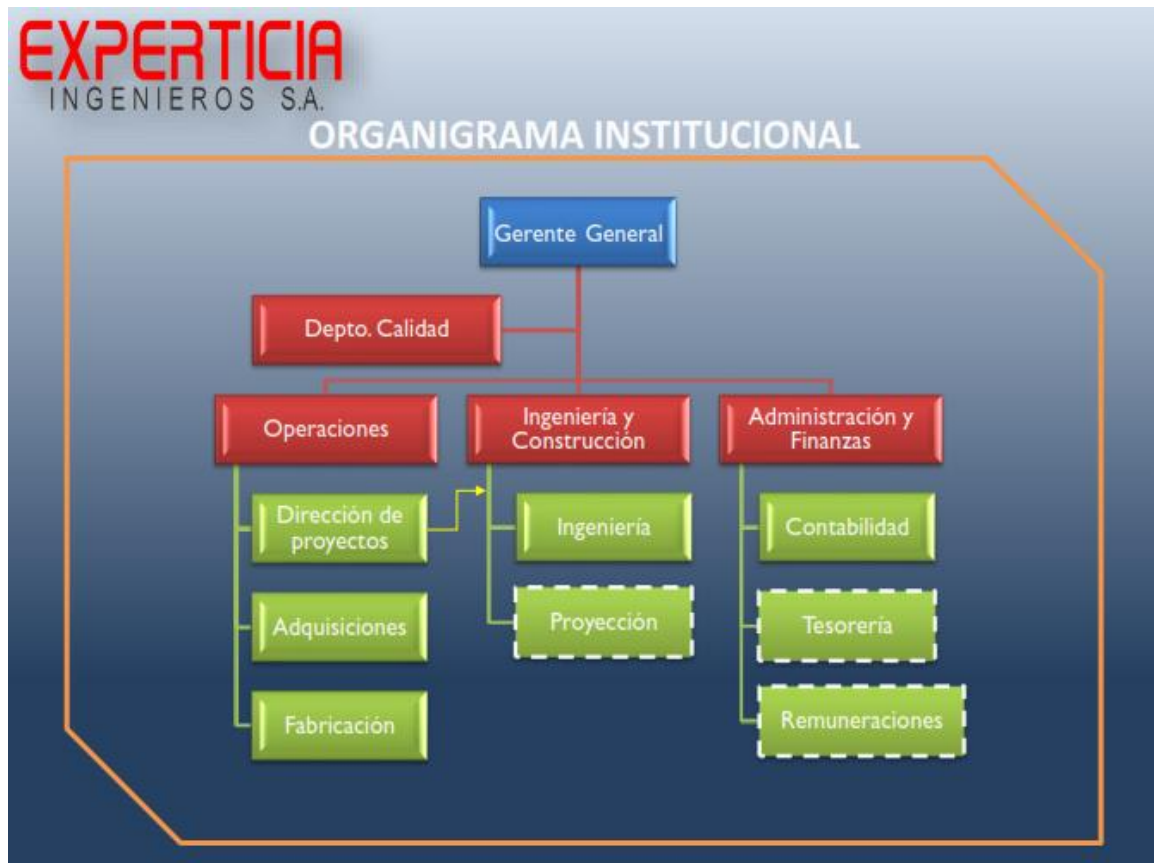 EXPERTICIA
INGENIEROS S.A.
ORGANIGRAMA INSTITUCIONAL
Gerente General
Depto. Calidad
Operaciones
Ingeniería y
Construcción
Administración y
Finanzas
Dirección de
proyectos
Ingeniería
Contabilidad
Adquisiciones
Proyección
Tesorería
Fabricación
Remuneraciones